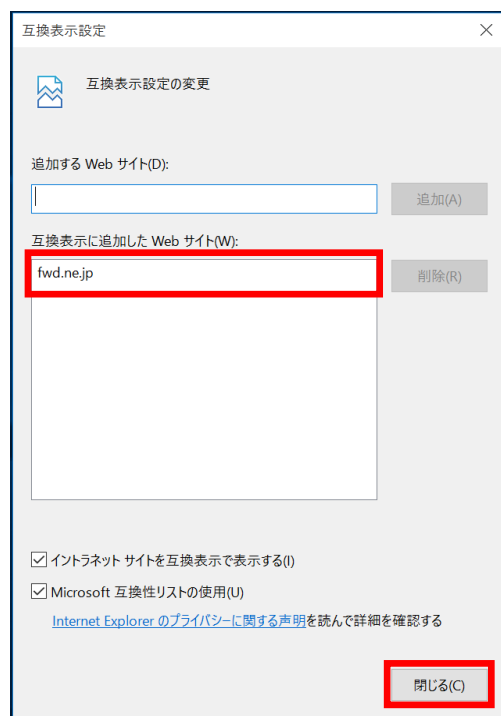 互換表示設定
互換表示設定の変更
追加する Web サイト(D):
追加(A)
互換表示に追加した Web サイト(W):
fwd.ne.jp
削除(R)
イントラネット サイトを互換表示で表示する(I)
Microsoft 互換性リストの使用(U)
Internet Explorer のプライバシーに関する声明を読んで詳細を確認する
閉じる(C)